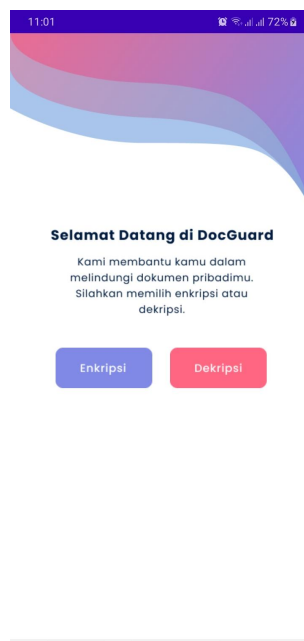 11:01 72%
Selamat Datang di DocGuard
Kami membantu kamu dalam
melindungi dokumen pribadimu.
Silahkan memilih enkripsi atau
dekripsi.
Enkripsi Dekripsi